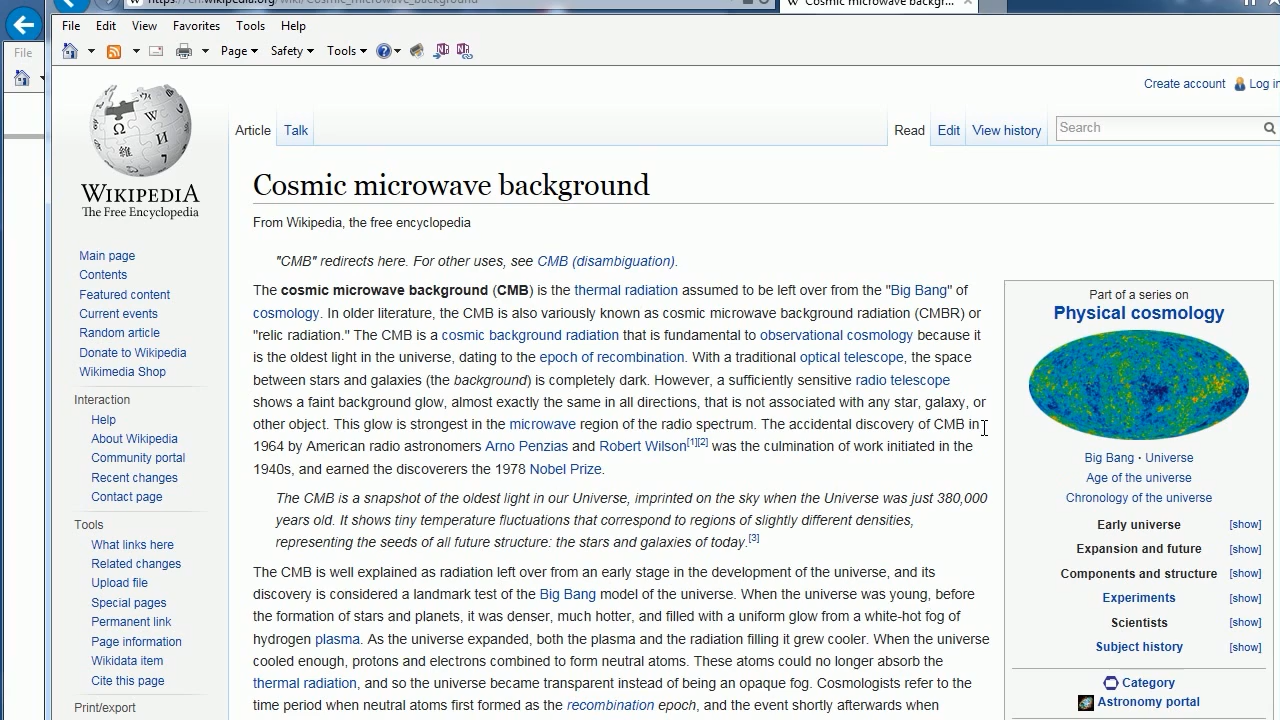 https://en.wikipedia.org/wiki/Cosmic_microwave_background
Cosmic microwave backgr...
File
File Edit View Favorites Tools Help
Page Safety Tools
Create account Log in
Article Talk
Read Edit View history
Search
WIKIPEDIA
The Free Encyclopedia
Main page
Contents
Featured content
Current events
Random article
Donate to Wikipedia
Wikimedia Shop
Interaction
Help
About Wikipedia
Community portal
Recent changes
Contact page
Tools
What links here
Related changes
Upload file
Special pages
Permanent link
Page information
Wikidata item
Cite this page
Print/export
Cosmic microwave background
From Wikipedia, the free encyclopedia
"CMB" redirects here. For other uses, see CMB (disambiguation).
The cosmic microwave background (CMB) is the thermal radiation assumed to be left over from the "Big Bang" of
cosmology. In older literature, the CMB is also variously known as cosmic microwave background radiation (CMBR) or
"relic radiation." The CMB is a cosmic background radiation that is fundamental to observational cosmology because it
is the oldest light in the universe, dating to the epoch of recombination. With a traditional optical telescope, the space
between stars and galaxies (the background) is completely dark. However, a sufficiently sensitive radio telescope
shows a faint background glow, almost exactly the same in all directions, that is not associated with any star, galaxy, or
other object. This glow is strongest in the microwave region of the radio spectrum. The accidental discovery of CMB in
1964 by American radio astronomers Arno Penzias and Robert Wilson[1][2] was the culmination of work initiated in the
1940s, and earned the discoverers the 1978 Nobel Prize.
The CMB is a snapshot of the oldest light in our Universe, imprinted on the sky when the Universe was just 380,000
years old. It shows tiny temperature fluctuations that correspond to regions of slightly different densities,
representing the seeds of all future structure: the stars and galaxies of today.[3]
The CMB is well explained as radiation left over from an early stage in the development of the universe, and its
discovery is considered a landmark test of the Big Bang model of the universe. When the universe was young, before
the formation of stars and planets, it was denser, much hotter, and filled with a uniform glow from a white-hot fog of
hydrogen plasma. As the universe expanded, both the plasma and the radiation filling it grew cooler. When the universe
cooled enough, protons and electrons combined to form neutral atoms. These atoms could no longer absorb the
thermal radiation, and so the universe became transparent instead of being an opaque fog. Cosmologists refer to the
time period when neutral atoms first formed as the recombination epoch, and the event shortly afterwards when
Part of a series on
Physical cosmology
Big Bang · Universe
Age of the universe
Chronology of the universe
Early universe [show]
Expansion and future [show]
Components and structure [show]
Experiments [show]
Scientists [show]
Subject history [show]
Category
Astronomy portal